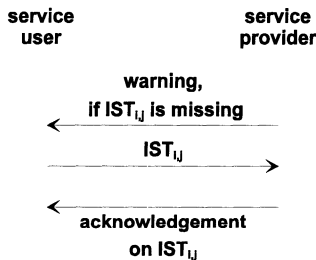 service service
user provider
warning,
if IST_{i,j} is missing
IST_{i,j}
acknowledgement
on IST_{i,j}